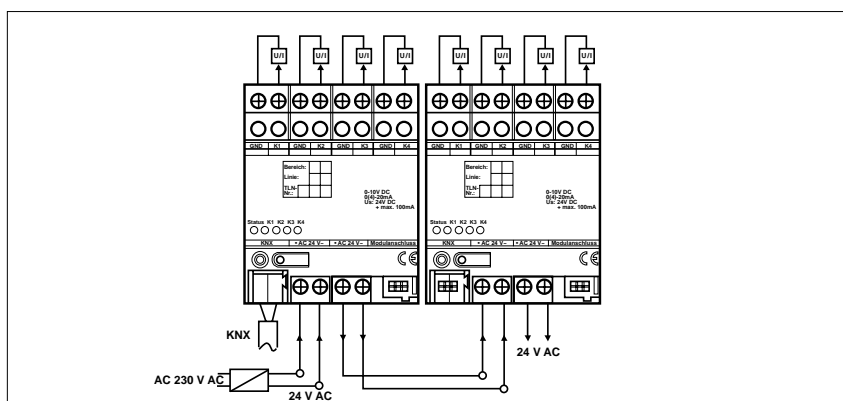 U/I U/I U/I U/I U/I U/I U/I U/I
GND K1 GND K2 GND K3 GND K4 GND K1 GND K2 GND K3 GND K4
Bereich:
Linie:
TLN-
Nr.:
0-10V DC
0(4)-20mA
Us: 24V DC
+ max. 100mA
Bereich:
Linie:
TLN-
Nr.:
0-10V DC
0(4)-20mA
Us: 24V DC
+ max. 100mA
Status K1 K2 K3 K4
Status K1 K2 K3 K4
KNX • AC 24 V~ • AC 24 V~ Modulanschluss
KNX • AC 24 V~ • AC 24 V~ Modulanschluss
CE CE
KNX
24 V AC
AC 230 V AC
24 V AC